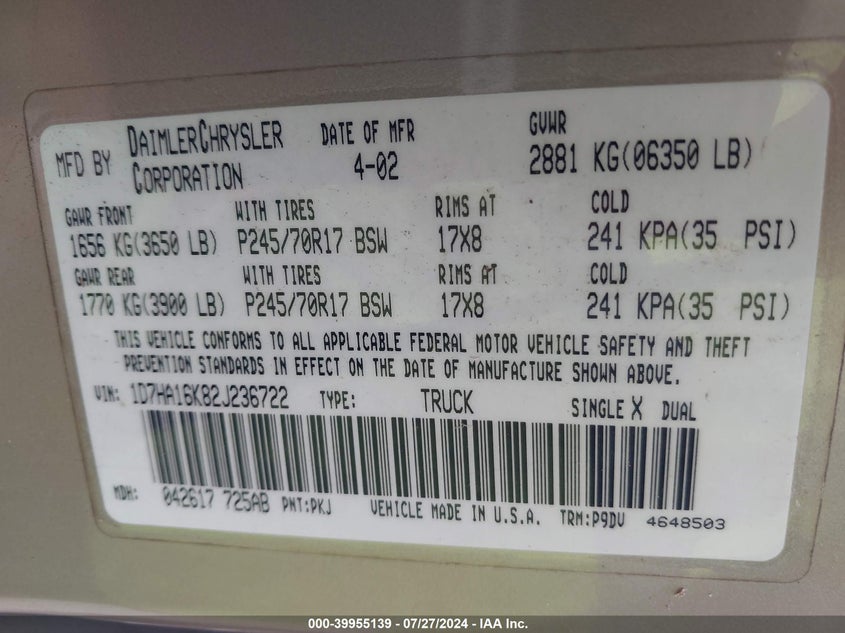 MFD BY DAIMLERCHRYSLER CORPORATION DATE OF MFR 4-02 GVWR 2881 KG(06350 LB)
GAWR FRONT WITH TIRES RIMS AT COLD
1656 KG(3650 LB) P245/70R17 BSW 17X8 241 KPA(35 PSI)
GAWR REAR WITH TIRES RIMS AT COLD
1770 KG(3900 LB) P245/70R17 BSW 17X8 241 KPA(35 PSI)
THIS VEHICLE CONFORMS TO ALL APPLICABLE FEDERAL MOTOR VEHICLE SAFETY AND THEFT
PREVENTION STANDARDS IN EFFECT ON THE DATE OF MANUFACTURE SHOWN ABOVE.
VIN: 1D7HA16K82J236722 TYPE: TRUCK SINGLE X DUAL
MDH: 042617 725AB PNT:PKJ VEHICLE MADE IN U.S.A. TRM:P9DV 4648503
000-39955139 - 07/27/2024 - IAA Inc.